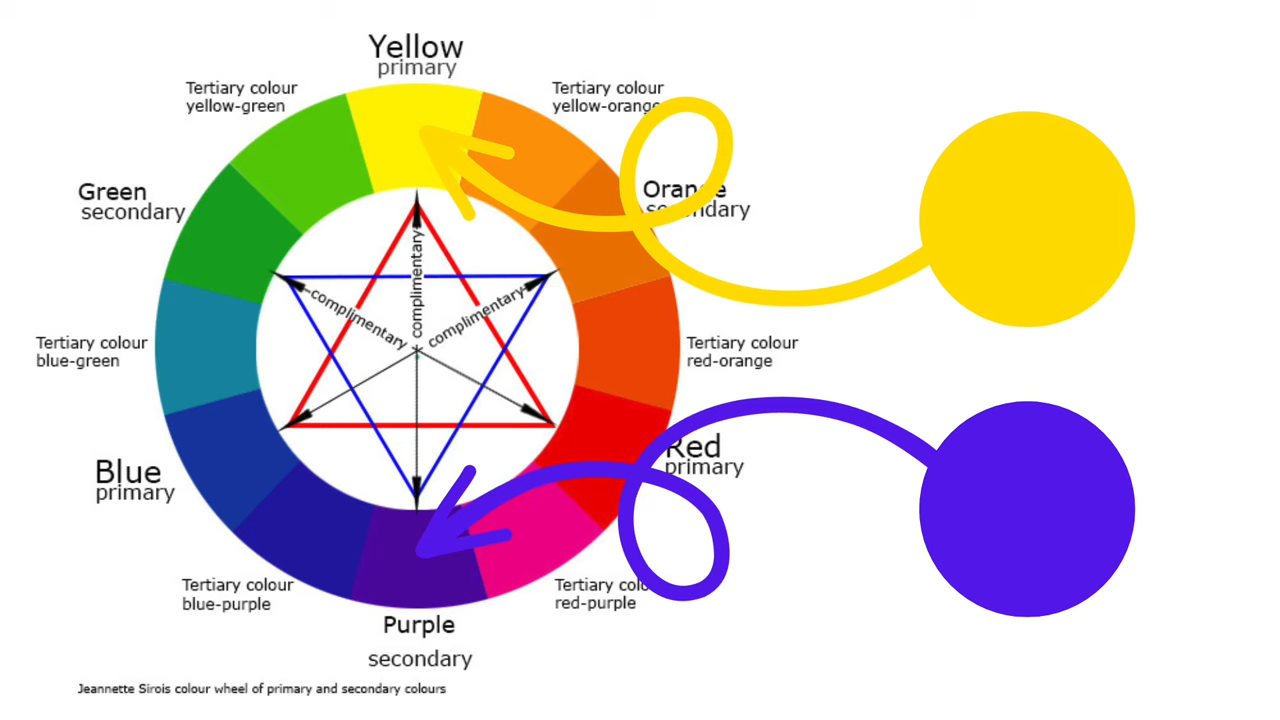 Yellow
primary
Tertiary colour
yellow-green
Tertiary colour
yellow-orange
Green
secondary
Orange
secondary
complimentary
complimentary
complimentary
Tertiary colour
blue-green
Tertiary colour
red-orange
Blue
primary
Red
primary
Tertiary colour
blue-purple
Tertiary colour
red-purple
Purple
secondary
Jeannette Sirois colour wheel of primary and secondary colours